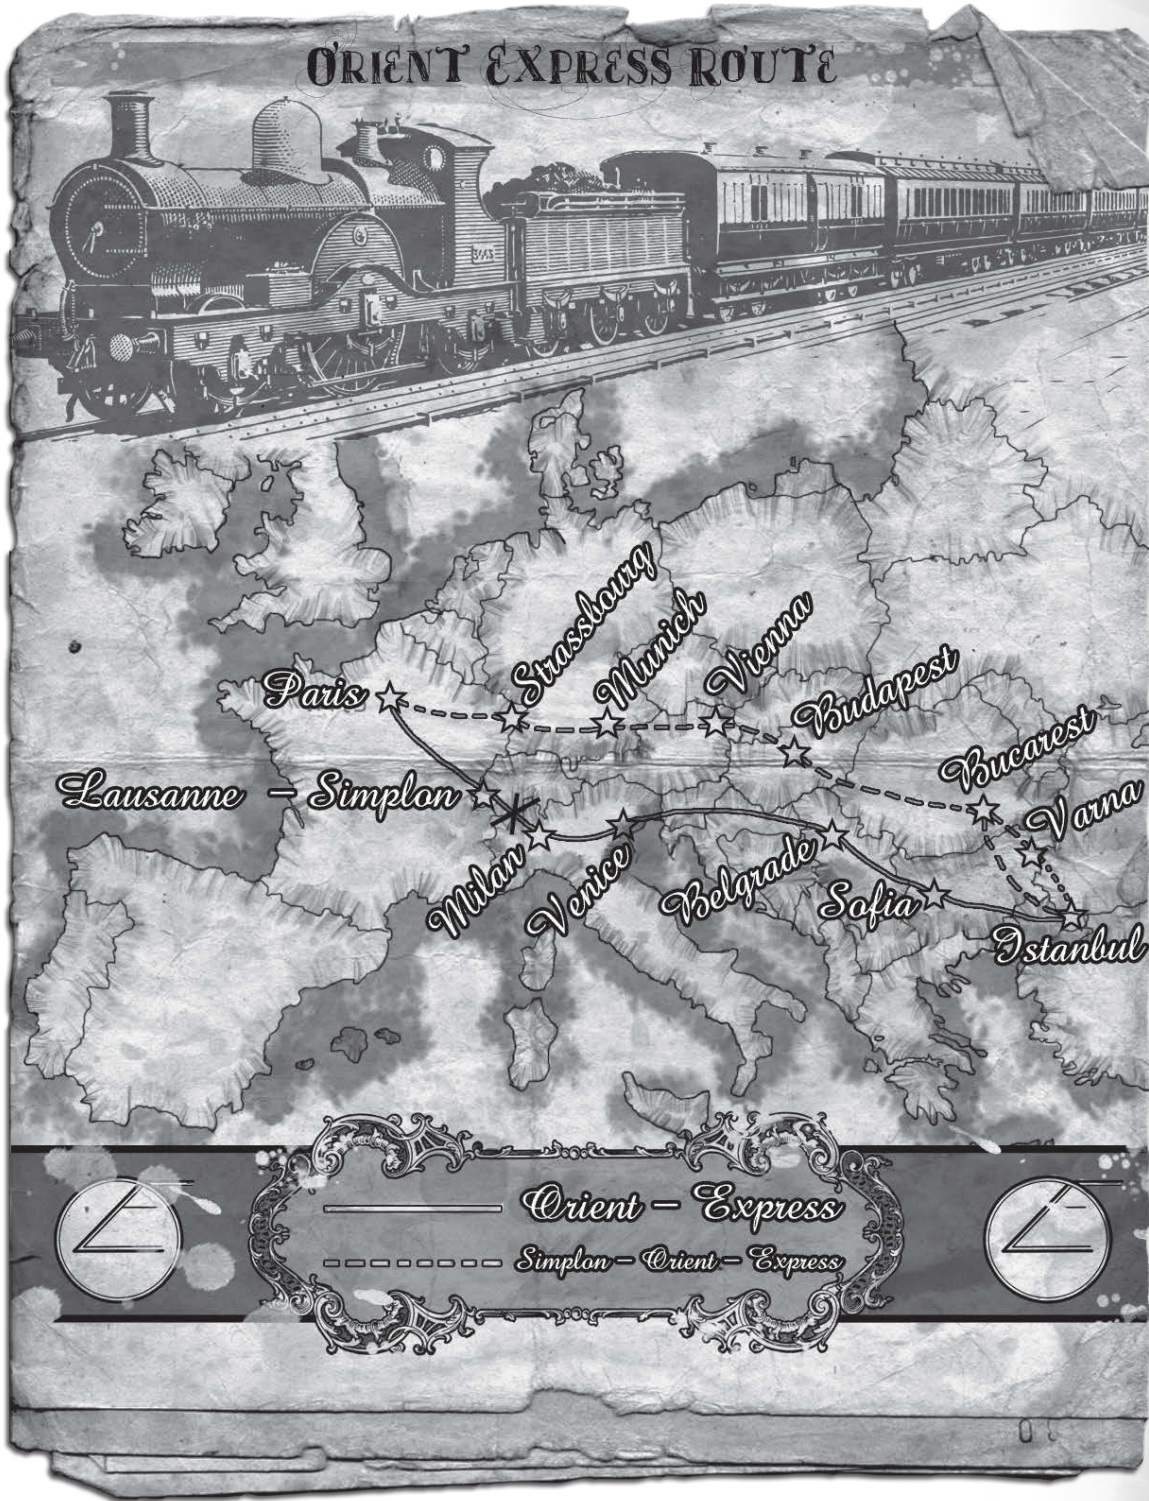 ORIENT EXPRESS ROUTE
3003
Strassbourg
Munich
Vienna
Paris
Budapest
Bucarest
Lausanne – Simplon
Varna
Milan
Venice
Belgrade
Sofia
Istanbul
Orient – Express
Simplon – Orient – Express